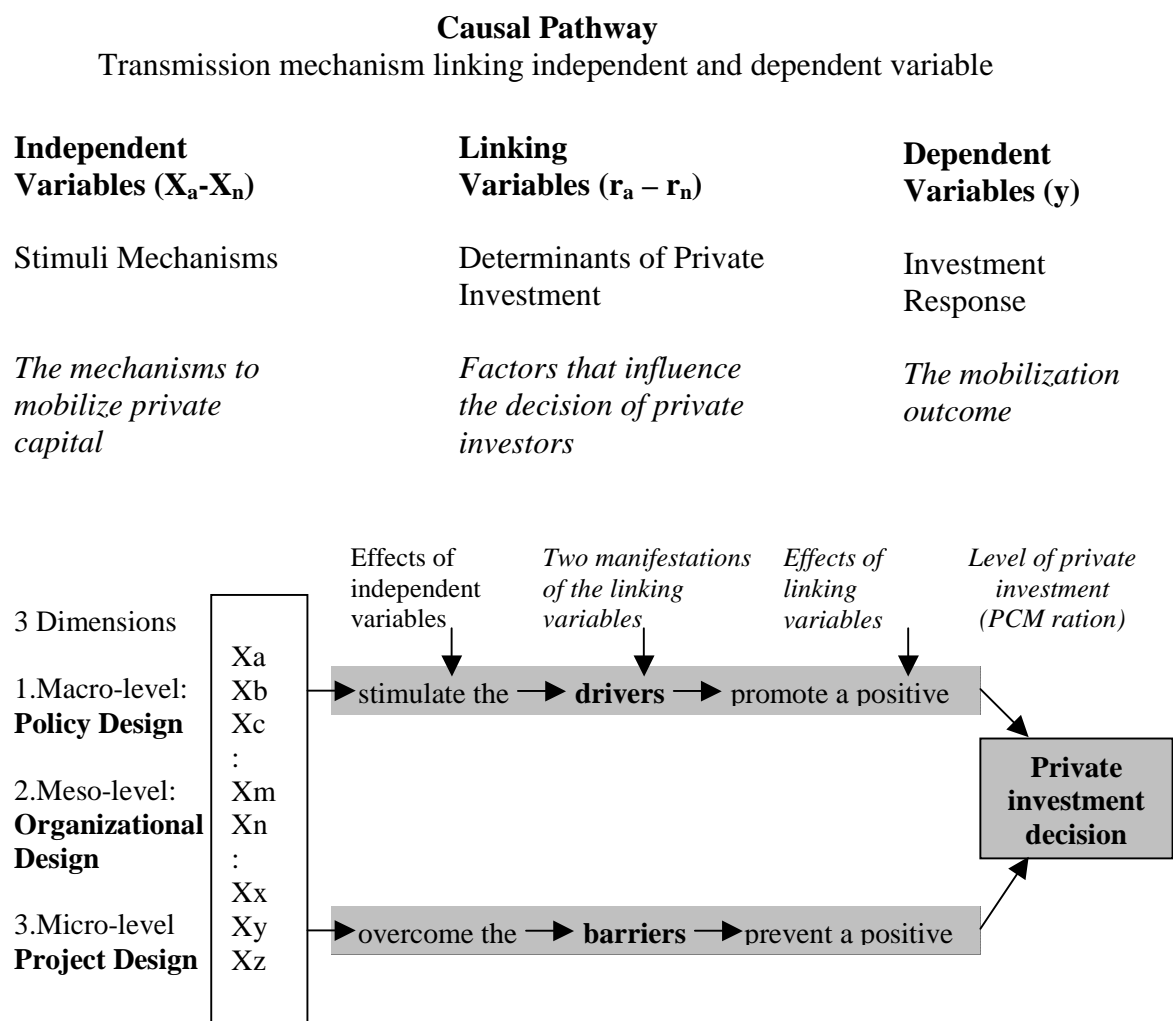 Causal Pathway
Transmission mechanism linking independent and dependent variable
Independent
Variables (Xa-Xn)
Stimuli Mechanisms
The mechanisms to
mobilize private
capital
Linking
Variables (ra – rn)
Determinants of Private
Investment
Factors that influence
the decision of private
investors
Dependent
Variables (y)
Investment
Response
The mobilization
outcome
Effects of
independent
variables
Two manifestations
of the linking
variables
Effects of
linking
variables
Level of private
investment
(PCM ration)
3 Dimensions
1.Macro-level:
Policy Design
2.Meso-level:
Organizational
Design
3.Micro-level
Project Design
Xa
Xb
Xc
:
Xm
Xn
:
Xx
Xy
Xz
stimulate the
drivers
promote a positive
overcome the
barriers
prevent a positive
Private
investment
decision